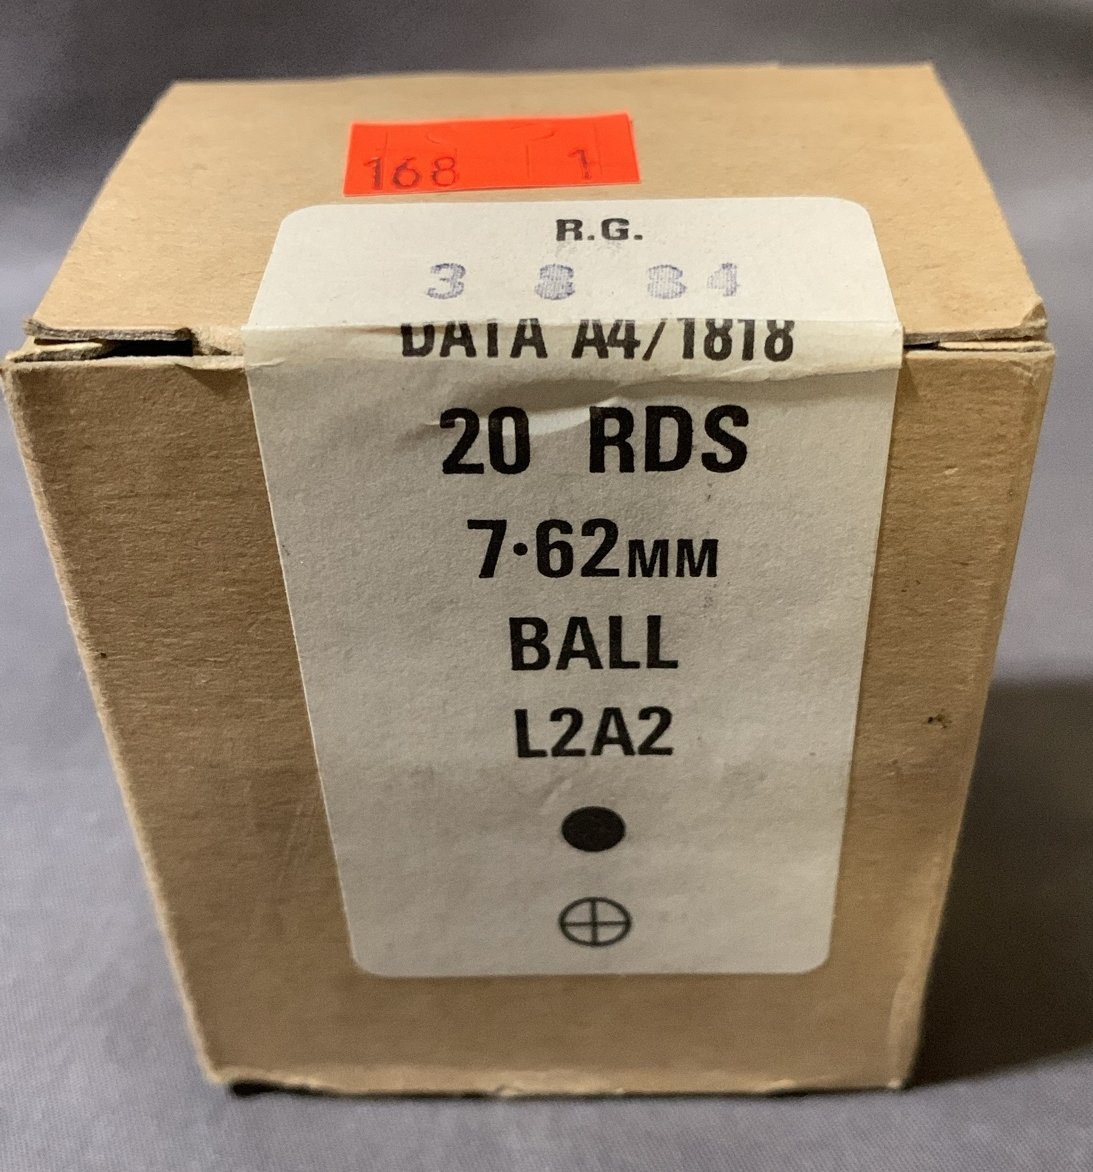 168 1
R.G.
3 8 84
DATA A4/1818
20 RDS
7·62MM
BALL
L2A2